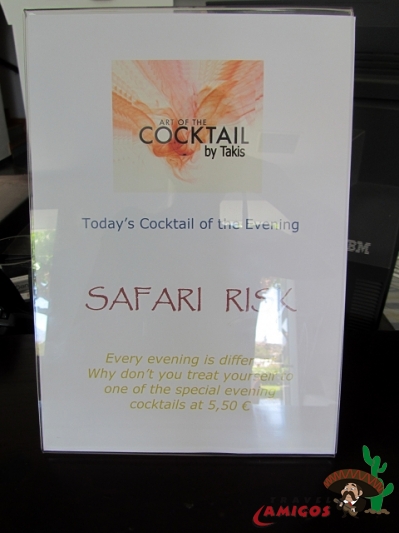 ART OF THE
COCKTAIL
by Takis
Today's Cocktail of the Evening
SAFARI RISK
Every evening is differ
Why don't you treat yourself to
one of the special evening
cocktails at 5,50 €
IBM
TRAVEL
AMIGOS